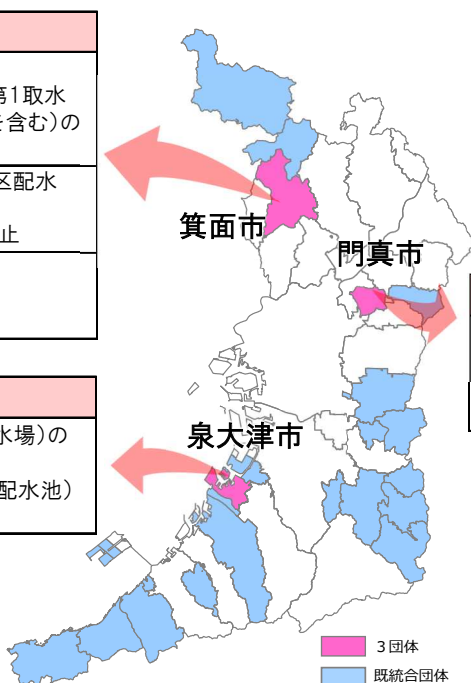 第1取水
を含む)の
区配水
止
箕面市
門真市
水場)の
配水池)
泉大津市
3団体
既統合団体